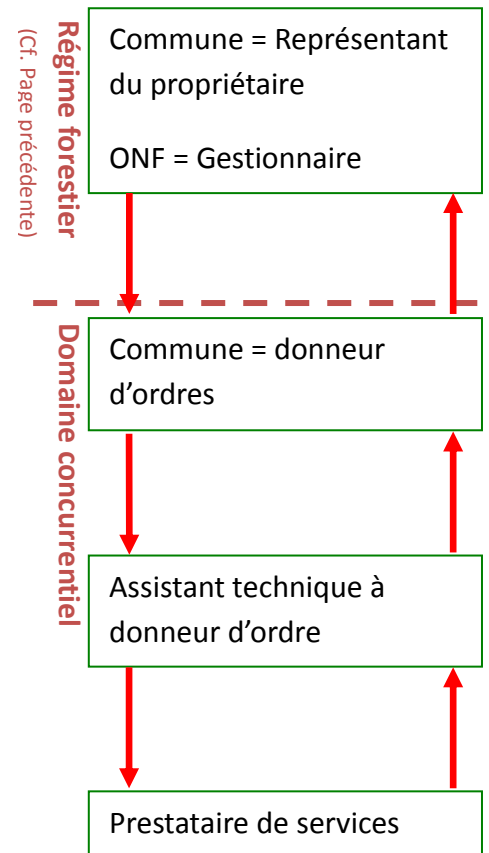 Régime forestier
(Cf. Page précédente)
Commune = Représentant
du propriétaire
ONF = Gestionnaire
Domaine concurrentiel
Commune = donneur
d’ordres
Assistant technique à
donneur d’ordre
Prestataire de services